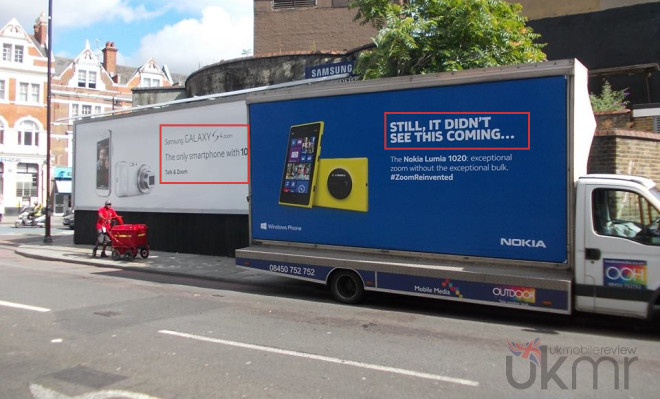 SAMSUNG
Samsung GALAXY S4 zoom
The only smartphone with 10
Talk & Zoom
STILL, IT DIDN'T
SEE THIS COMING...
The Nokia Lumia 1020: exceptional
zoom without the exceptional bulk.
#ZoomReinvented
Windows Phone
NOKIA
08450 752 752
Mobile Media
OUTDOOR
OOH
ukmobilereview
ukmr